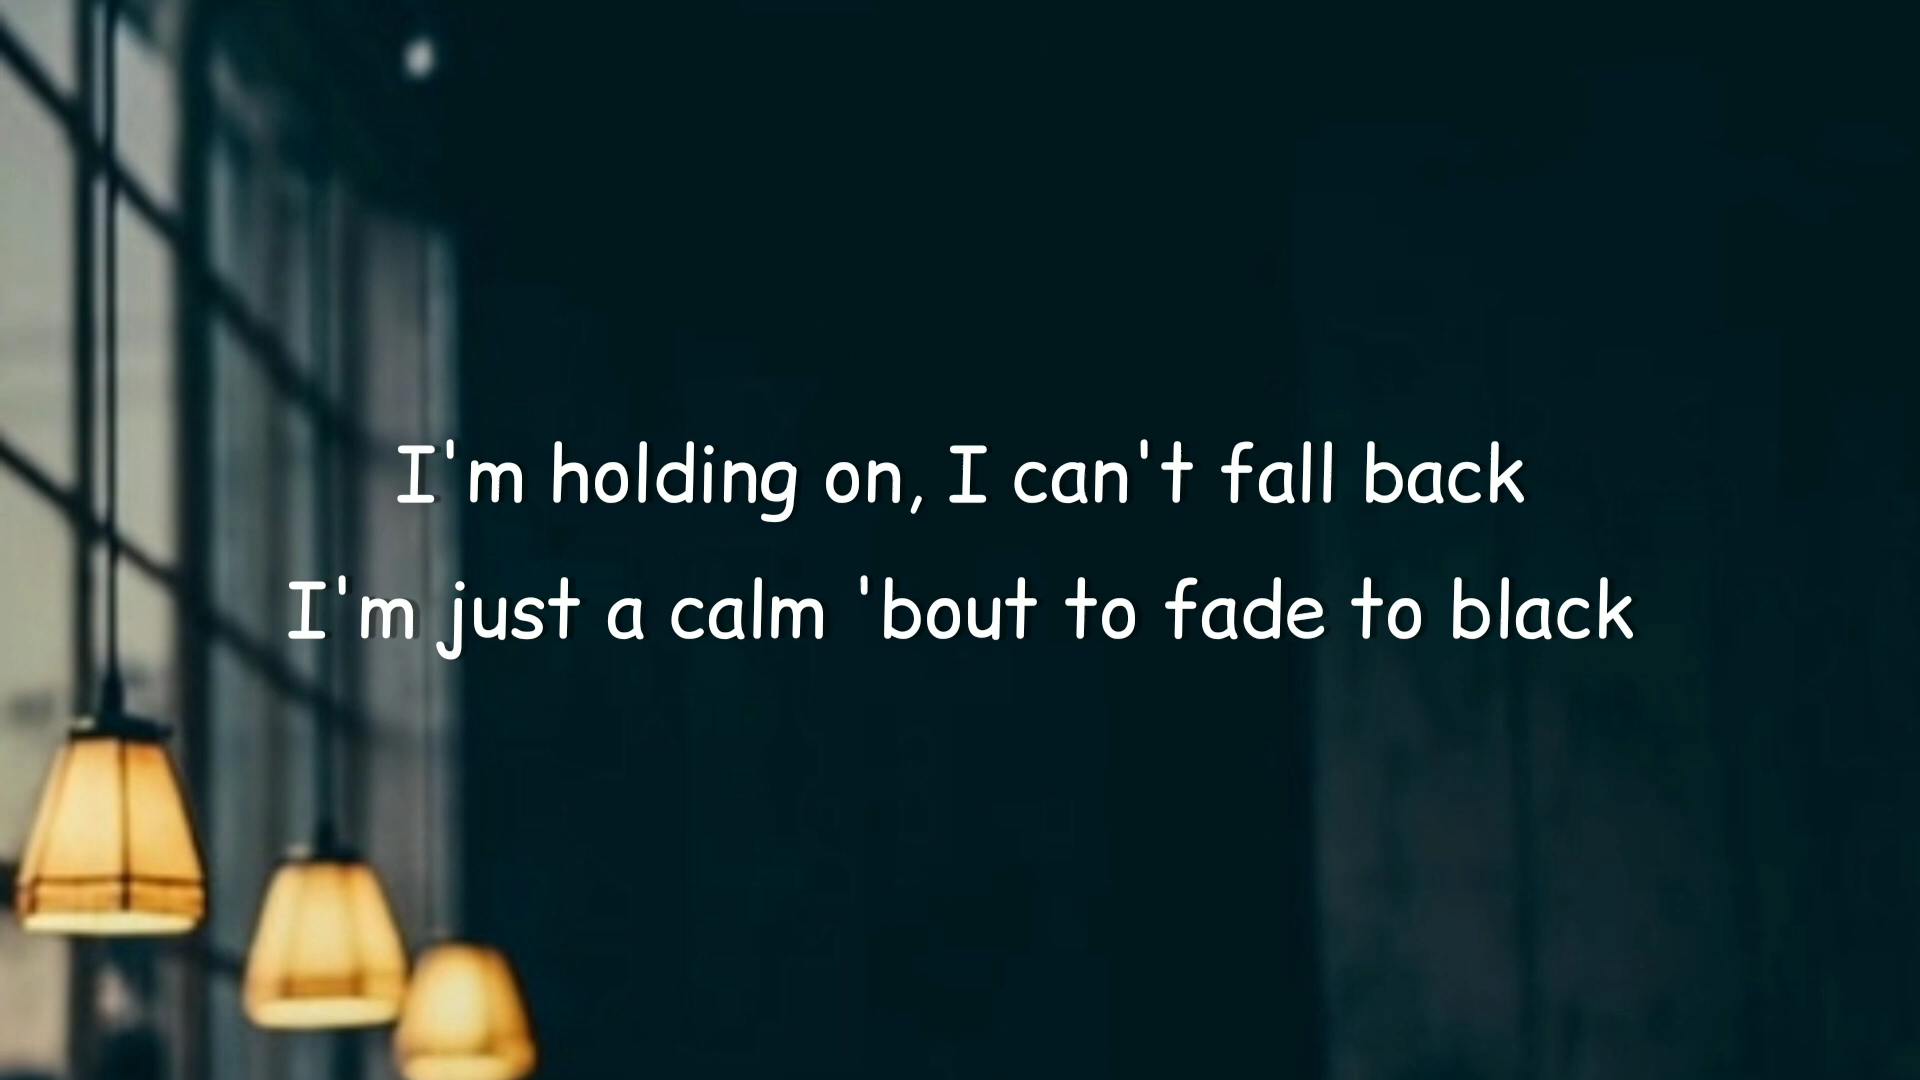 I'm holding on, I can't fall back
I'm just a calm 'bout to fade to black